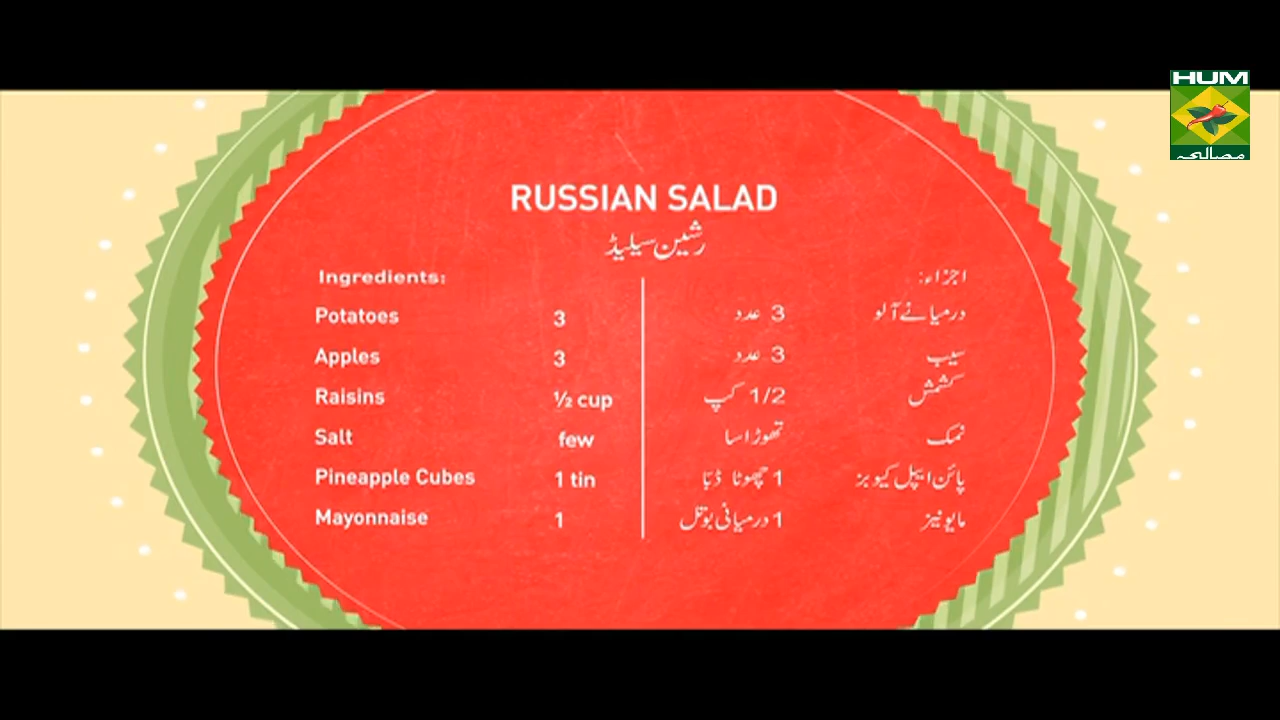 HUM
مصالحہ
RUSSIAN SALAD
رشین سیلیڈ
Ingredients:
Potatoes 3
Apples 3
Raisins ½ cup
Salt few
Pineapple Cubes 1 tin
Mayonnaise 1
اجزاء:
درمیانے آلو 3 عدد
سیب 3 عدد
کشمش 1/2 کپ
نمک تھوڑا سا
پائن ایپل کیوبز 1 چھوٹا ڈبّا
مایونیز 1 درمیانی بوتل